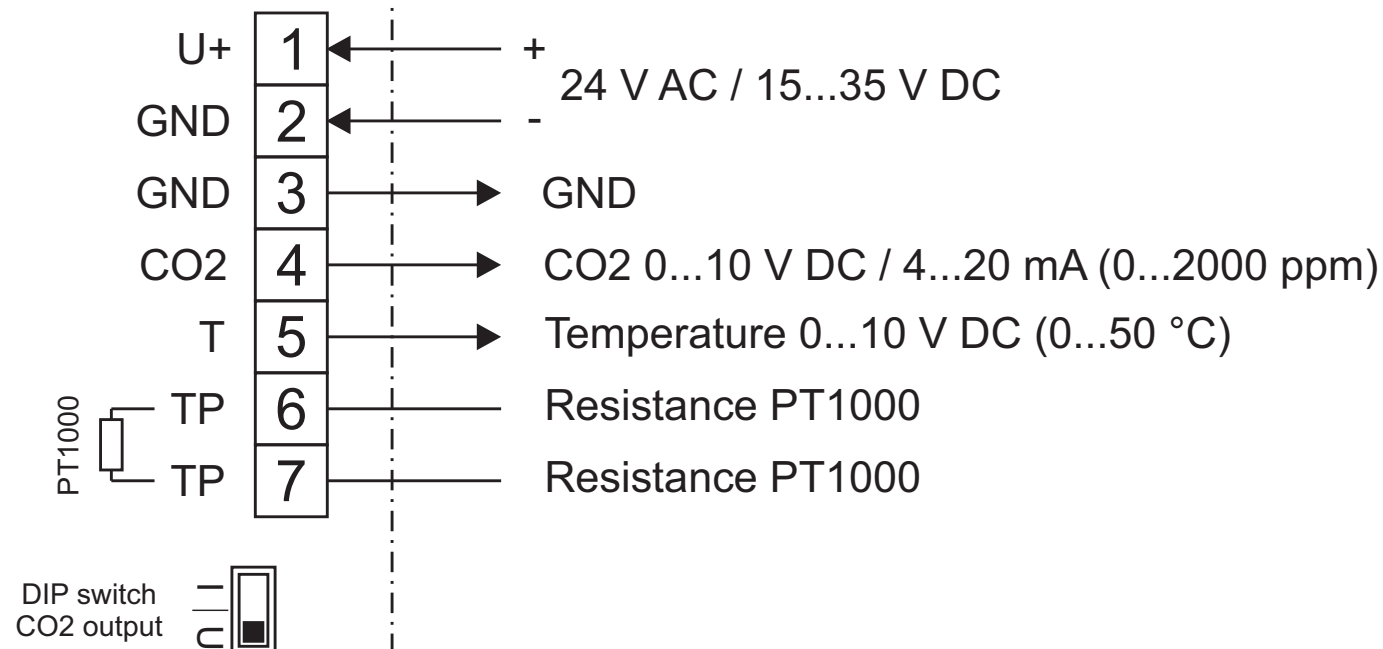 U+ 1 +
24 V AC / 15...35 V DC
GND 2 -
GND 3 GND
CO2 4 CO2 0...10 V DC / 4...20 mA (0...2000 ppm)
T 5 Temperature 0...10 V DC (0...50 °C)
PT1000
TP 6 Resistance PT1000
TP 7 Resistance PT1000
DIP switch I
CO2 output U